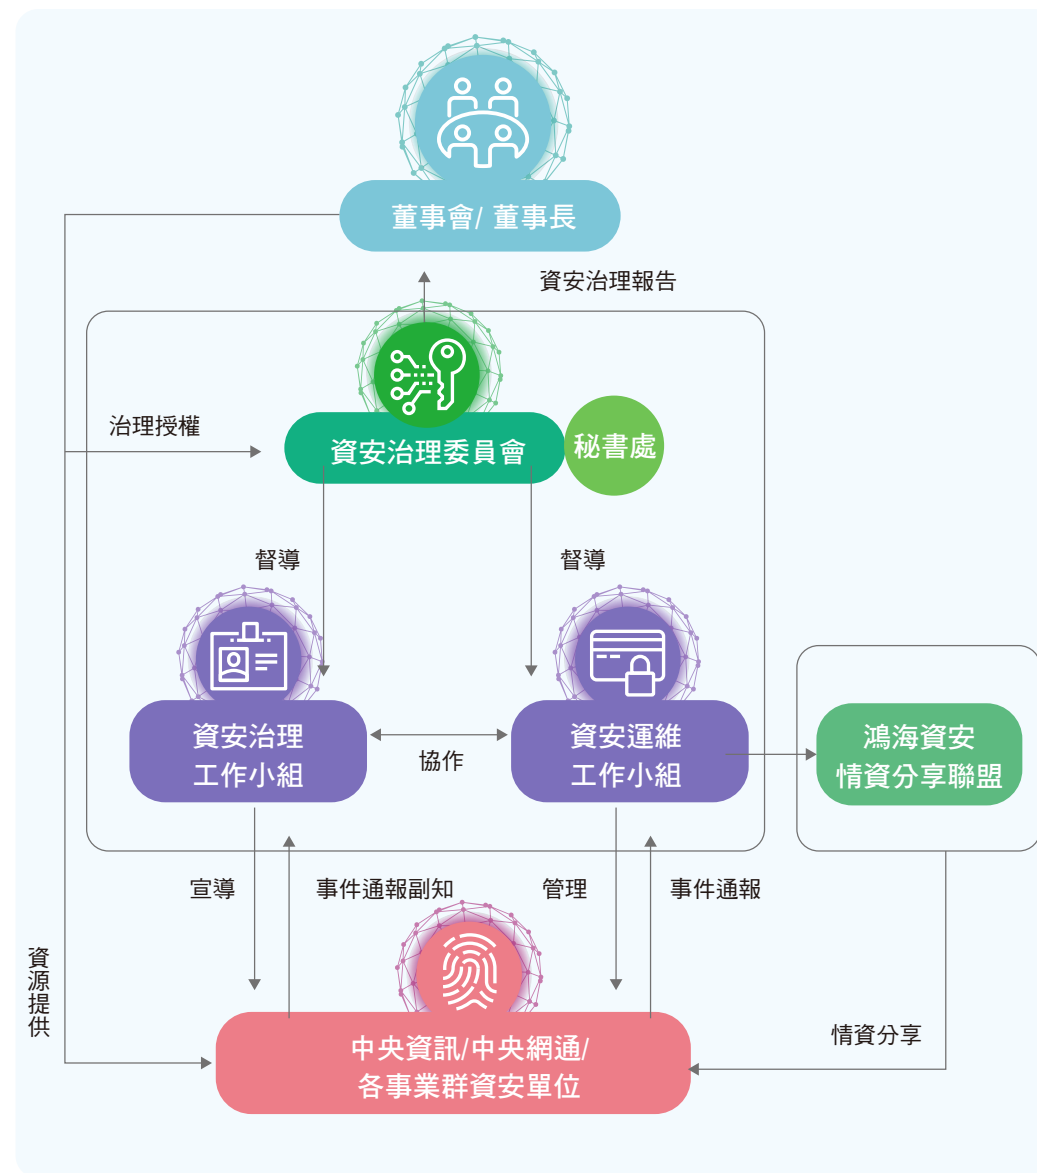 董事會/ 董事長
資安治理報告
治理授權
資安治理委員會
秘書處
督導
督導
資安治理
工作小組
協作
資安運維
工作小組
鴻海資安
情資分享聯盟
宣導
事件通報副知
管理
事件通報
資源提供
中央資訊/中央網通/
各事業群資安單位
情資分享